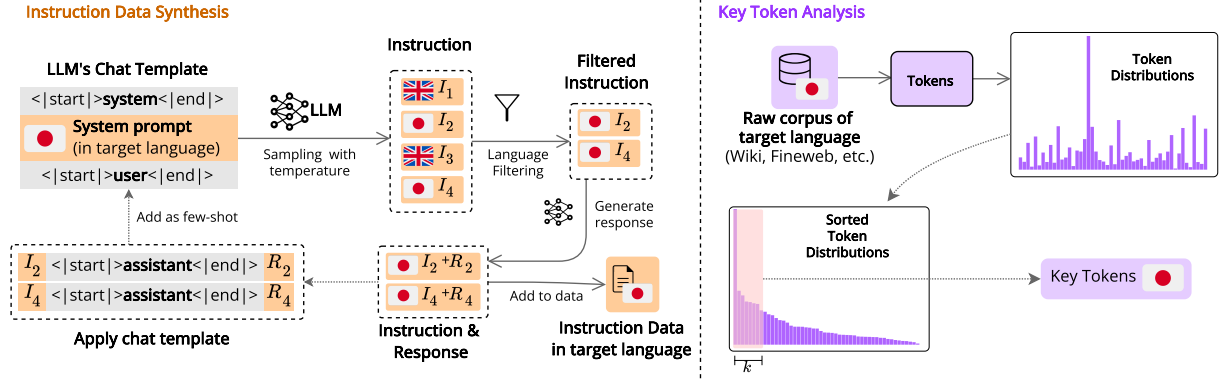 Instruction Data Synthesis
LLM's Chat Template
<|start|>system<|end|>
System prompt
(in target language)
<|start|>user<|end|>
Add as few-shot
I2 <|start|>assistant<|end|> R2
I4 <|start|>assistant<|end|> R4
Apply chat template
LLM
Sampling with
temperature
Instruction
I1
I2
I3
I4
Language
Filtering
Filtered
Instruction
I2
I4
Generate
response
I2 +R2
I4 +R4
Instruction &
Response
Add to data
Instruction Data
in target language
Key Token Analysis
Raw corpus of
target language
(Wiki, Fineweb, etc.)
Tokens
Token
Distributions
Sorted
Token
Distributions
k
Key Tokens